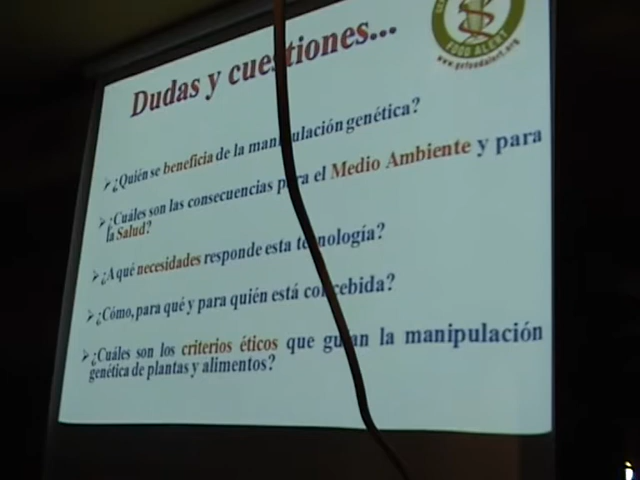 Dudas y cuestiones...
FOOD ALERT
www.gefoodalert.org
➢ ¿Quién se beneficia de la manipulación genética?
➢ ¿Cuáles son las consecuencias para el Medio Ambiente y para
la Salud?
➢ ¿A qué necesidades responde esta tecnología?
➢ ¿Cómo, para qué y para quién está concebida?
➢ ¿Cuáles son los criterios éticos que guían la manipulación
genética de plantas y alimentos?